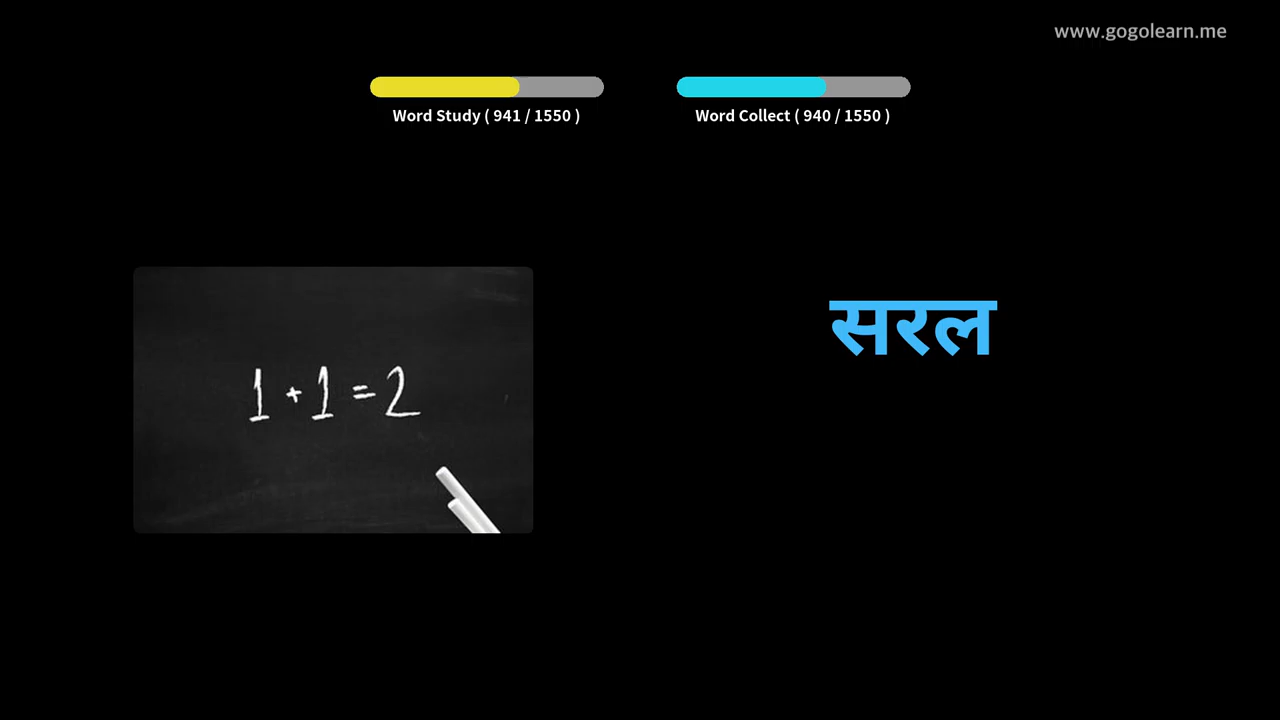 www.gogolearn.me
Word Study ( 941 / 1550 )
Word Collect ( 940 / 1550 )
सरल
1 + 1 = 2